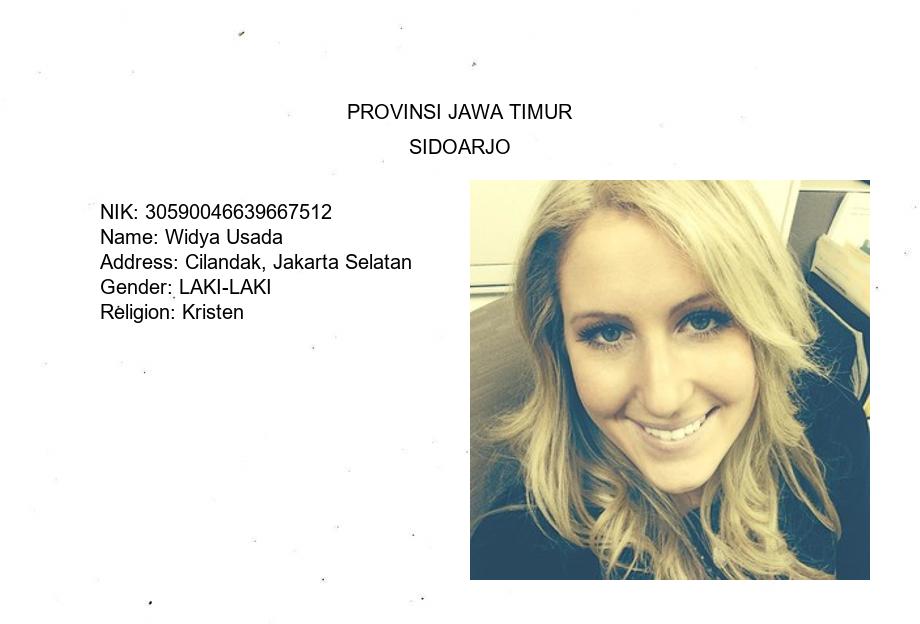 PROVINSI JAWA TIMUR
SIDOARJO
NIK: 30590046639667512
Name: Widya Usada
Address: Cilandak, Jakarta Selatan
Gender: LAKI-LAKI
Religion: Kristen